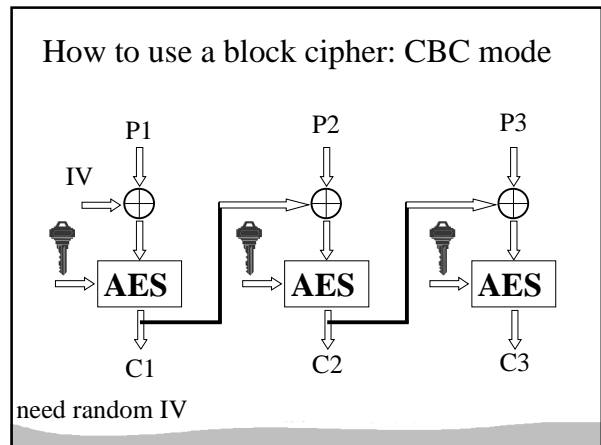 How to use a block cipher: CBC mode
P1 P2 P3
IV
AES AES AES
C1 C2 C3
need random IV